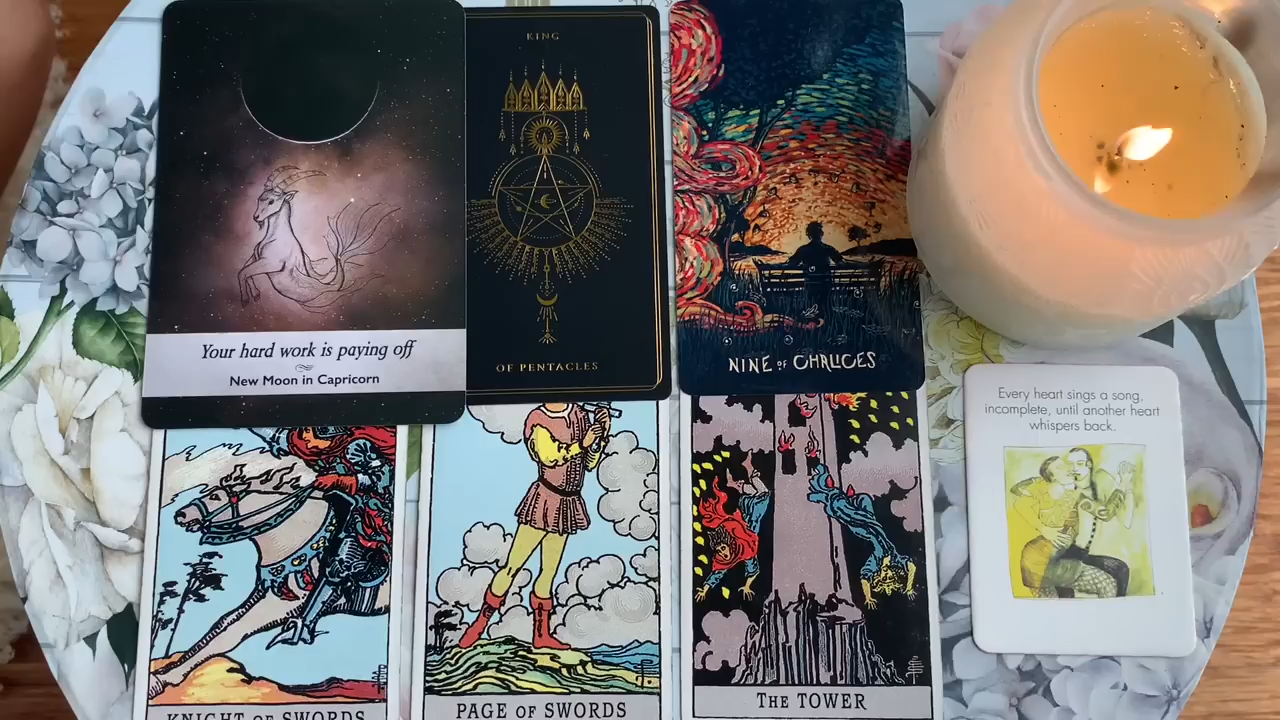 Your hard work is paying off
New Moon in Capricorn
KING
OF PENTACLES
NINE OF CHALICES
Every heart sings a song,
incomplete, until another heart
whispers back.
KNIGHT OF SWORDS
PAGE OF SWORDS
THE TOWER